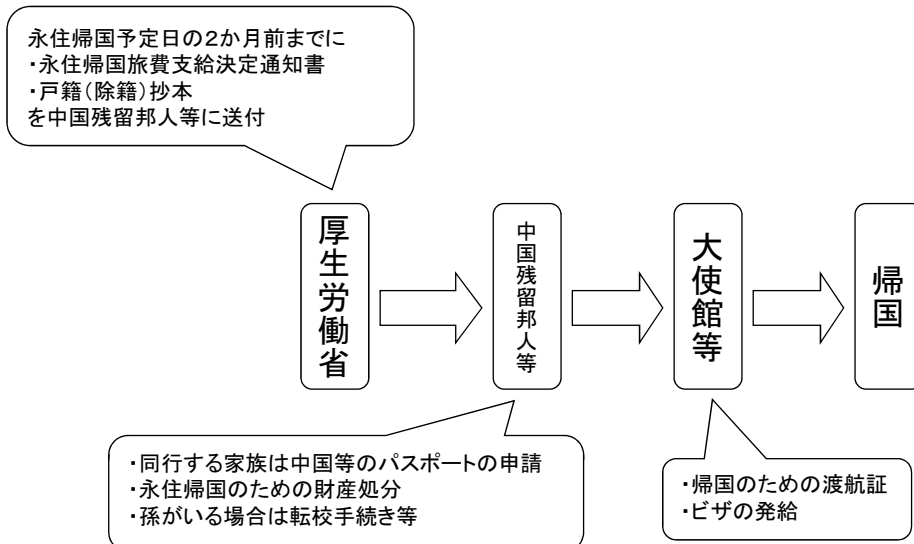 永住帰国予定日の2か月前までに
・永住帰国旅費支給決定通知書
・戸籍（除籍）抄本
を中国残留邦人等に送付
厚生労働省
中国残留邦人等
大使館等
帰国
・同行する家族は中国等のパスポートの申請
・永住帰国のための財産処分
・孫がいる場合は転校手続き等
・帰国のための渡航証
・ビザの発給